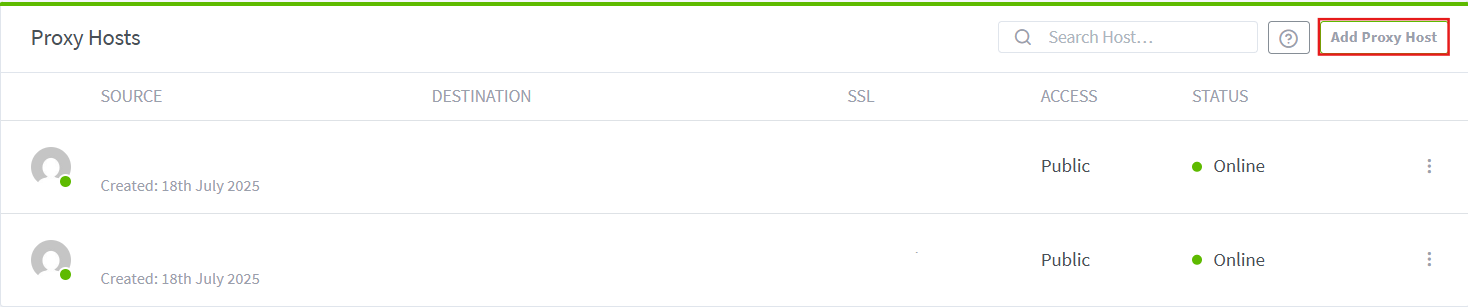 Proxy Hosts
Search Host...
Add Proxy Host
SOURCE DESTINATION SSL ACCESS STATUS
Public Online
Created: 18th July 2025
Public Online
Created: 18th July 2025